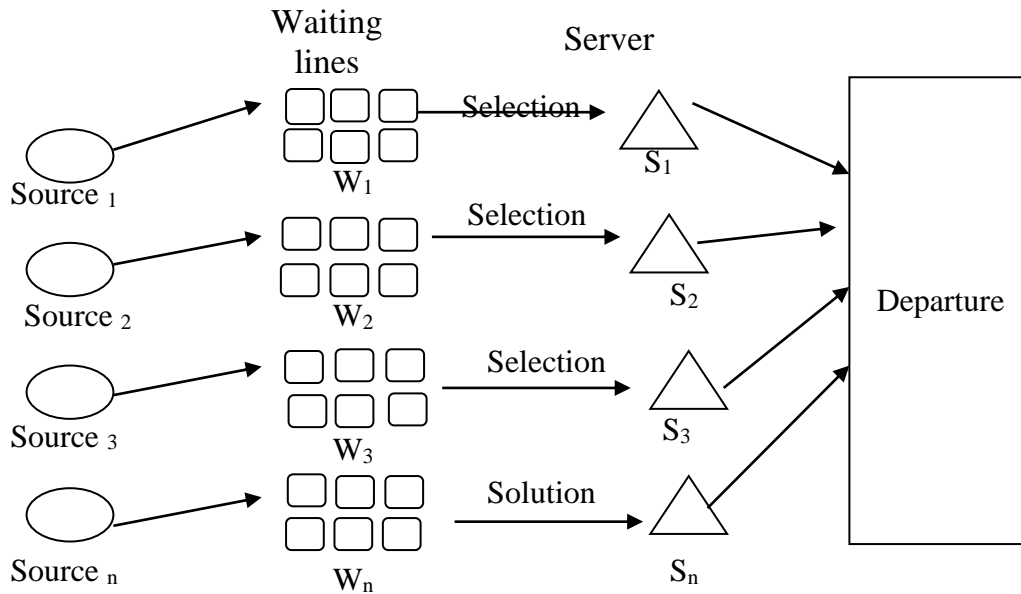 Waiting
lines
Server
Selection
Source 1
W1
S1
Selection
Source 2
W2
S2
Departure
Selection
Source 3
W3
S3
Solution
Source n
Wn
Sn